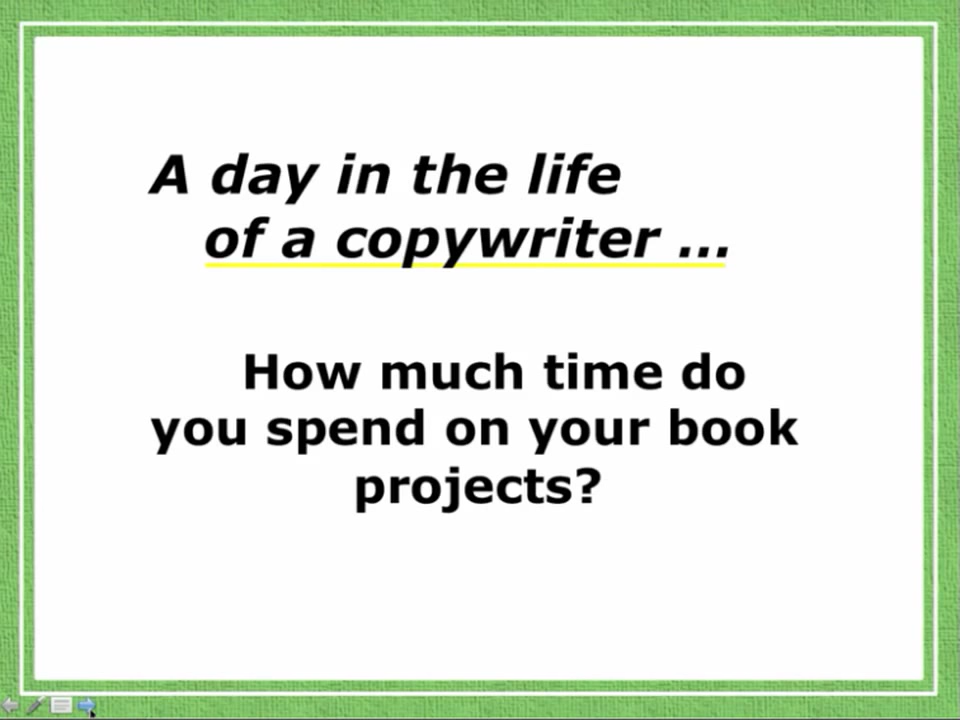 A day in the life
of a copywriter ...
How much time do
you spend on your book
projects?